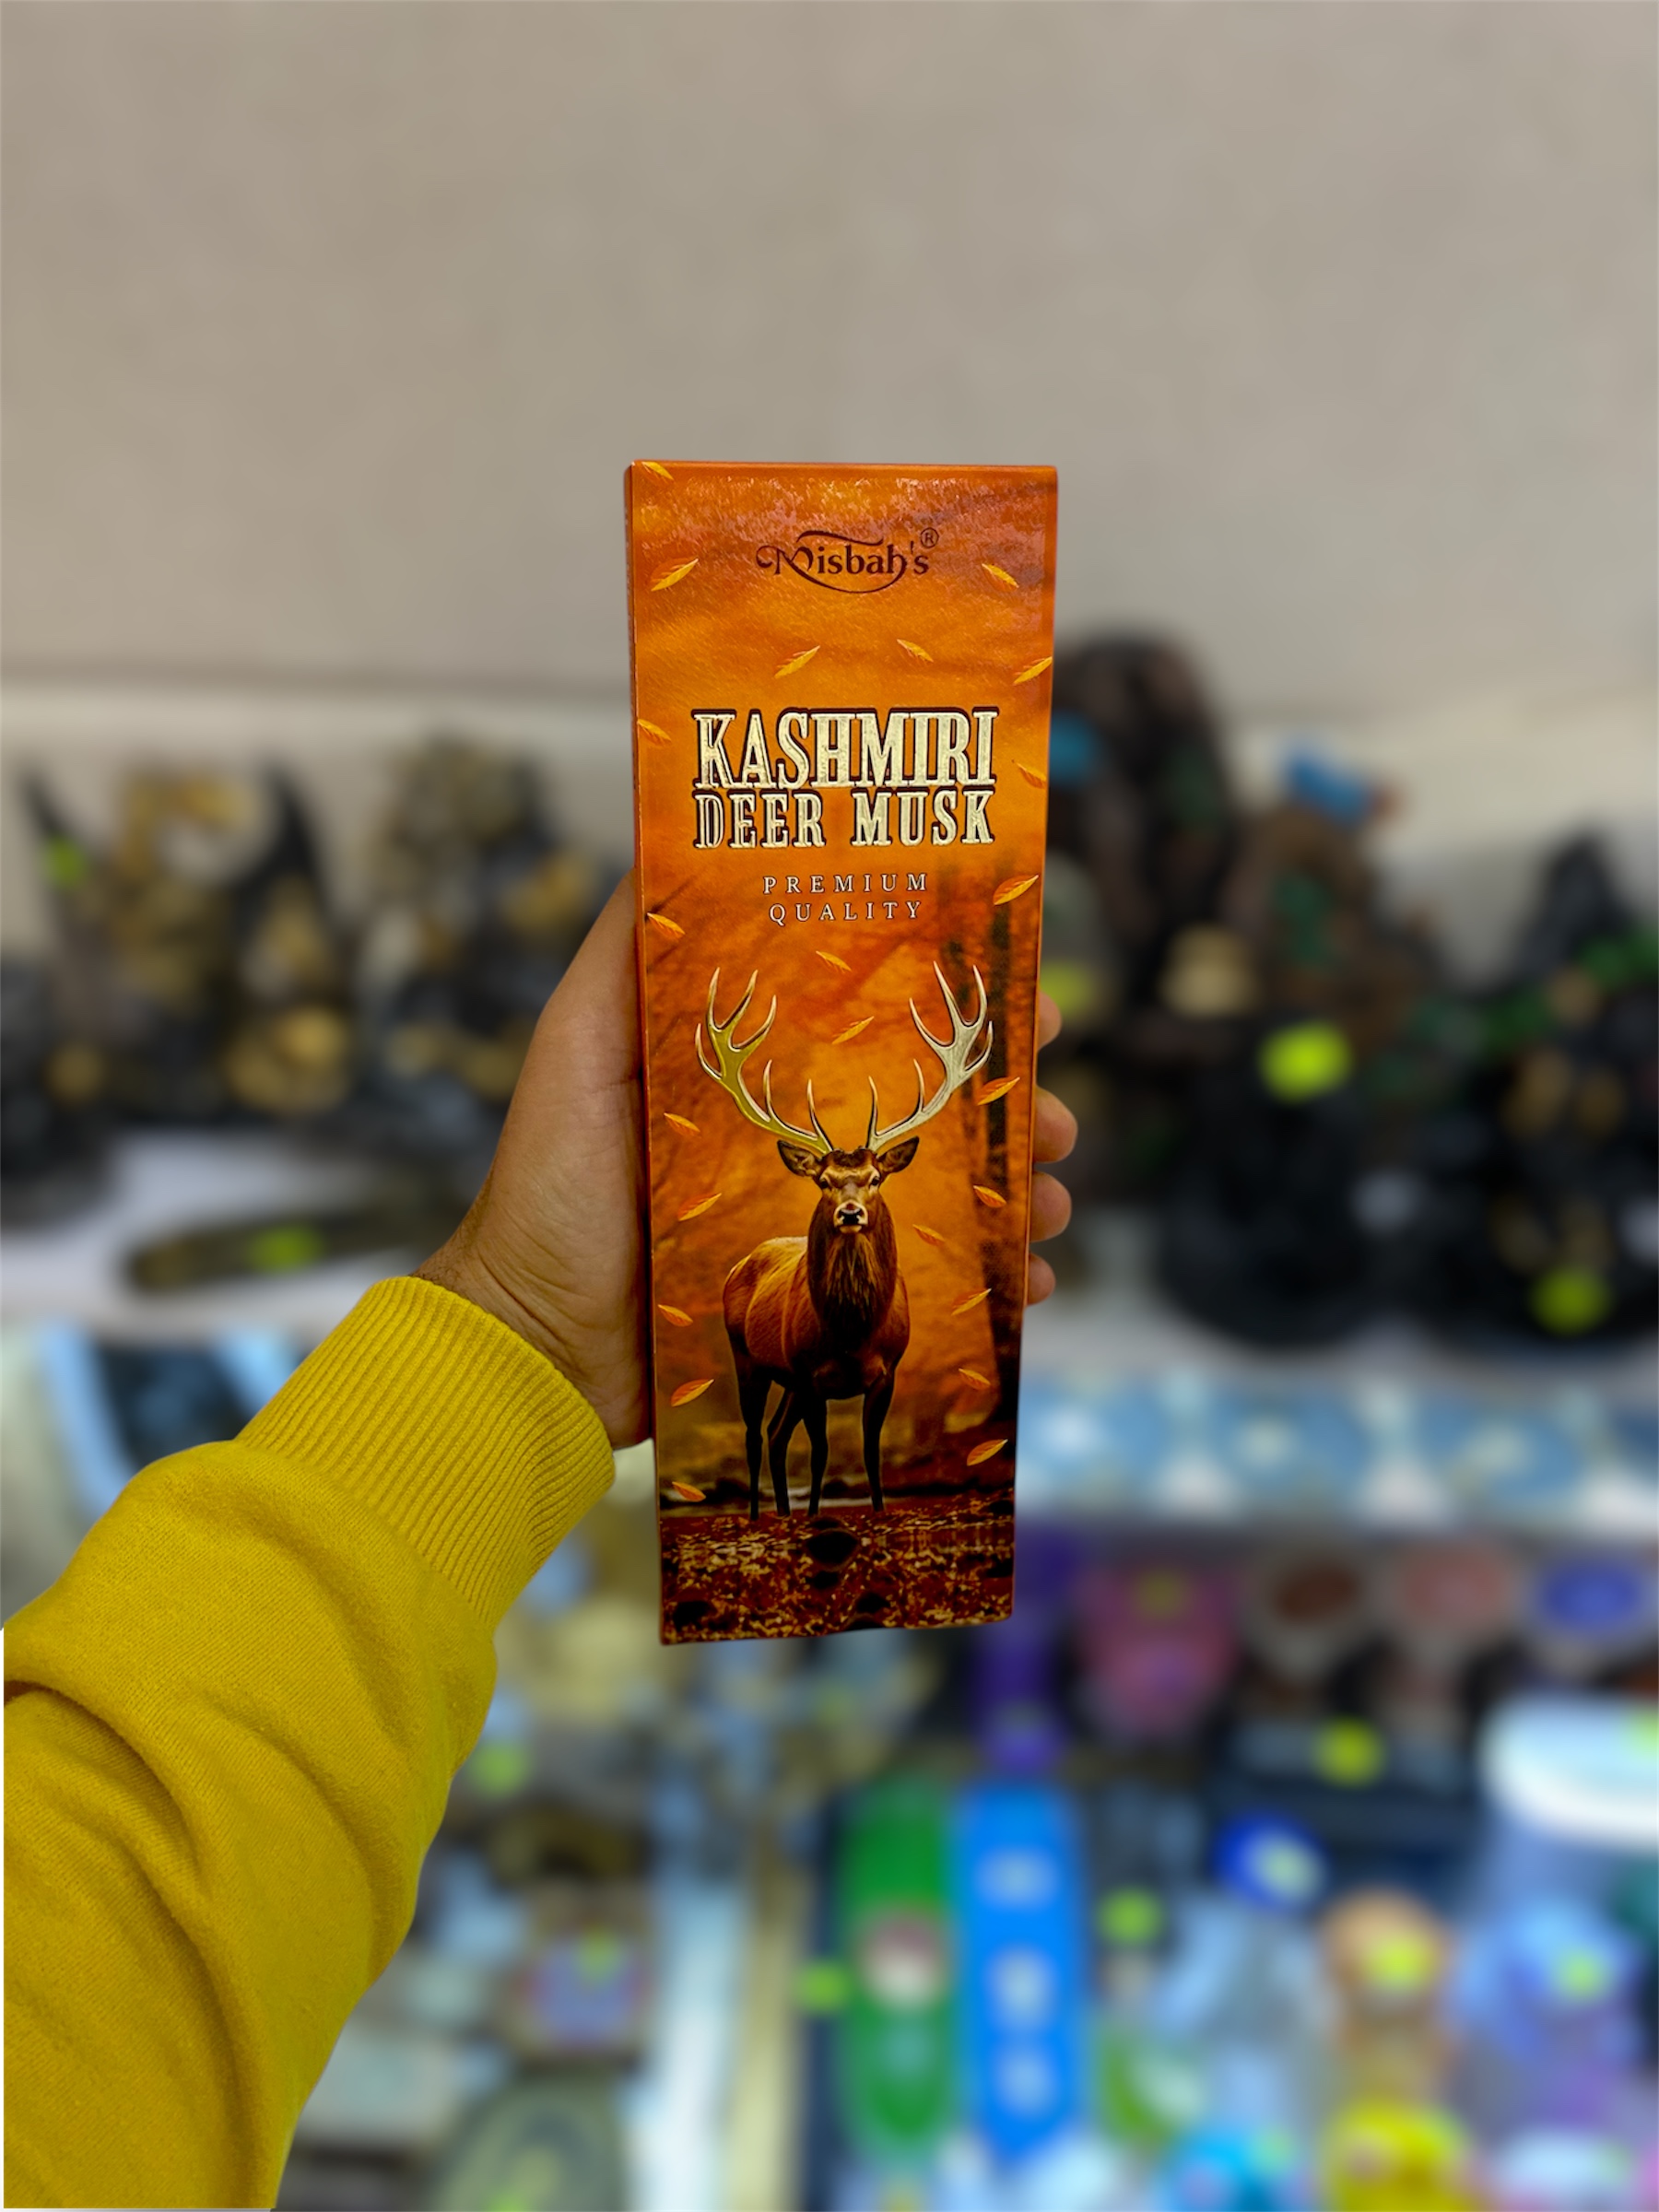 Misbah's®
KASHMIRI
DEER MUSK
PREMIUM
QUALITY